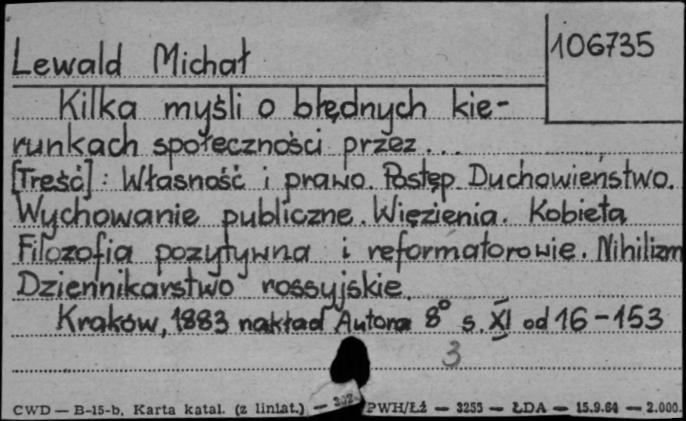 Lewald Michał
106735
Kilka myśli o błędnych kie-
runkach społeczności przez...
[Treść]: Własność i prawo. Postęp. Duchowieństwo.
Wychowanie publiczne. Więzienia. Kobieta
Filozofia pozytywna i reformatorowie. Nihilizm
Dziennikarstwo rossyjskie.
Kraków, 1883 nakład Autora 8° s. XI od 16-153
3
CWD — B-15-b, Karta katal. (z liniat.) — PWH/Łż — 3255 — ŁDA — 15.9.64 — 2.000.